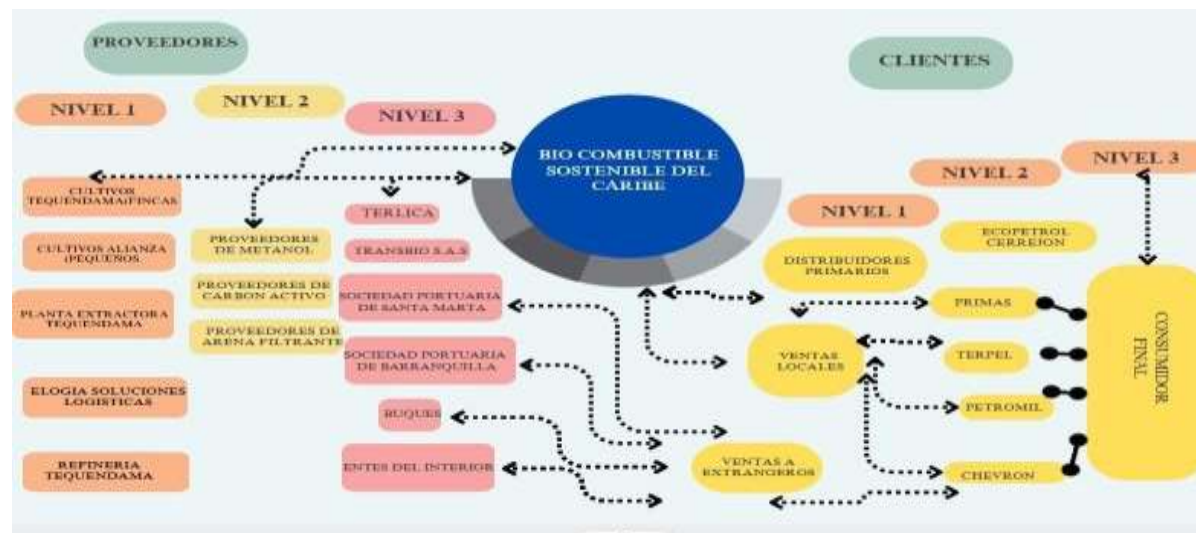 PROVEEDORES
CLIENTES
NIVEL 1
NIVEL 2
NIVEL 3
BIO COMBUSTIBLE
SOSTENIBLE DEL
CARIBE
NIVEL 1
NIVEL 2
NIVEL 3
CULTIVOS
TEQUENDAMA/FINCAS
CULTIVOS ALIANZA
(PEQUEÑOS
PLANTA EXTRACTORA
TEQUENDAMA
ELOGIA SOLUCIONES
LOGISTICAS
REFINERIA
TEQUENDAMA
PROVEEDORES
DE METANOL
PROVEEDORES DE
CARBON ACTIVO
PROVEEDORES DE
ARENA FILTRANTE
TERLICA
TRANSBIO S.A.S
SOCIEDAD PORTUARIA
DE SANTA MARTA
SOCIEDAD PORTUARIA
DE BARRANQUILLA
BUQUES
ENTES DEL INTERIOR
DISTRIBUIDORES
PRIMARIOS
VENTAS
LOCALES
VENTAS A
EXTRANGEROS
ECOPETROL
CERREJON
PRIMAS
TERPEL
PETROMIL
CHEVRON
CONSUMIDOR
FINAL